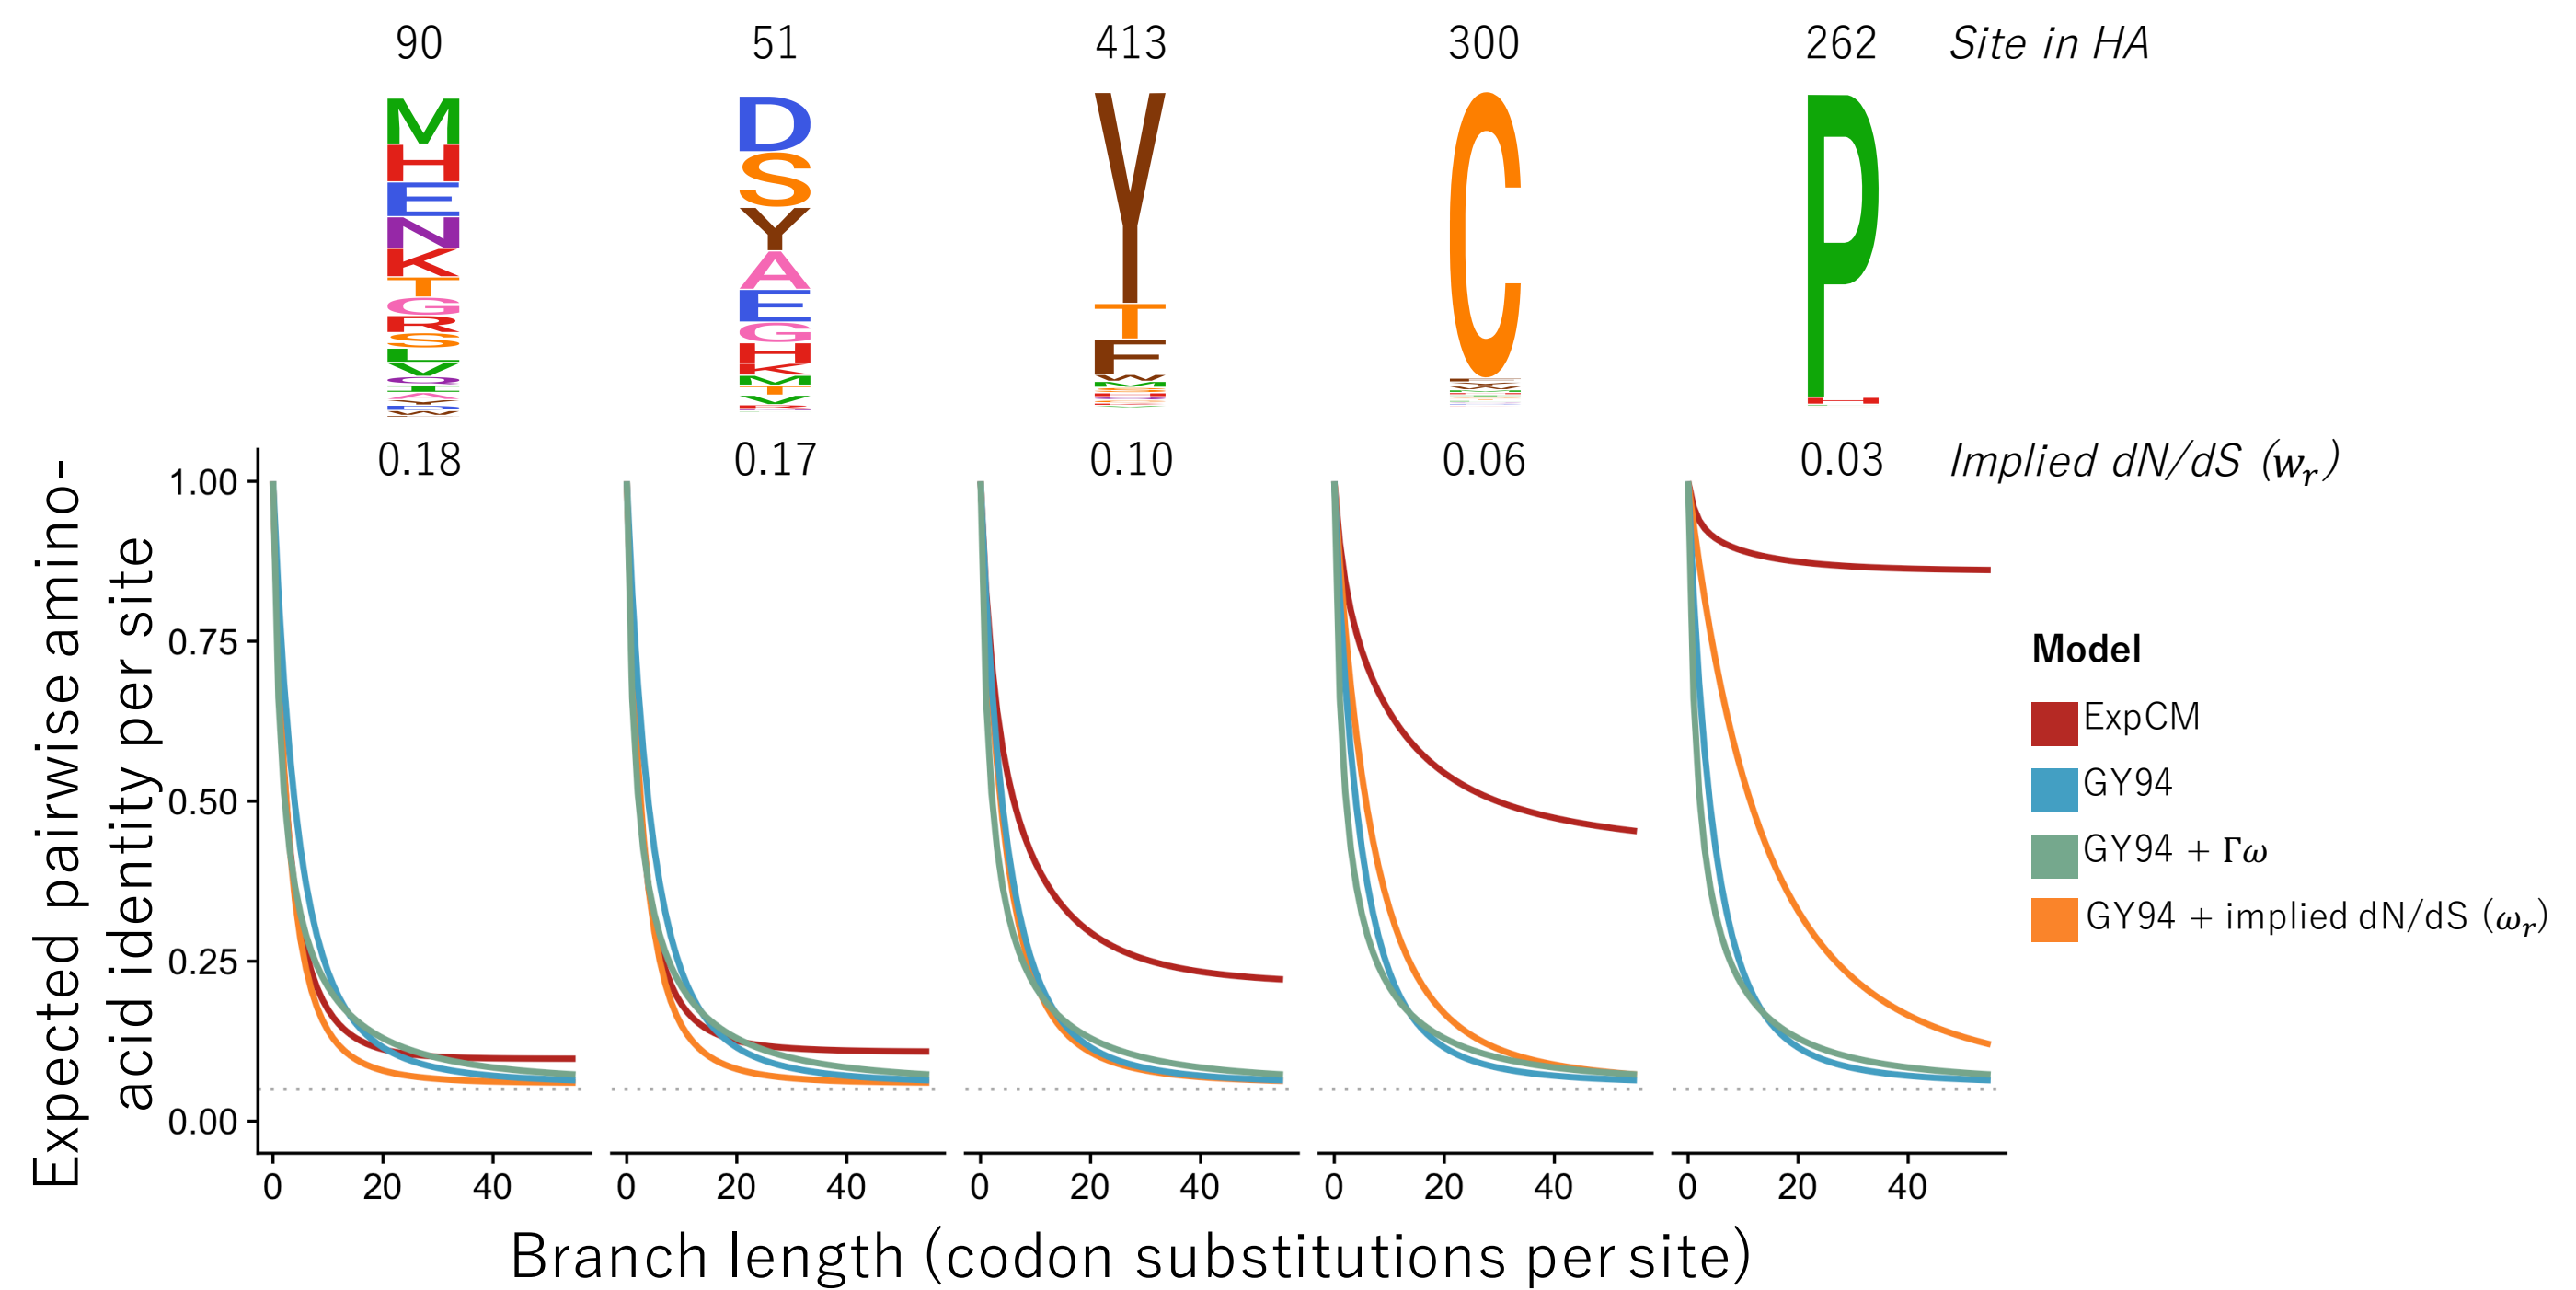 90 51 413 300 262 Site in HA
M D Y C P
H S T
E Y F
N A
K E
T G
G H
R K
S M
L T
V V
0.18 0.17 0.10 0.06 0.03 Implied dN/dS (wᵣ)
Expected pairwise amino-
acid identity per site
1.00
0.75
0.50
0.25
0.00
0 20 40 0 20 40 0 20 40 0 20 40 0 20 40
Branch length (codon substitutions per site)
Model
ExpCM
GY94
GY94 + Γω
GY94 + implied dN/dS (ωᵣ)